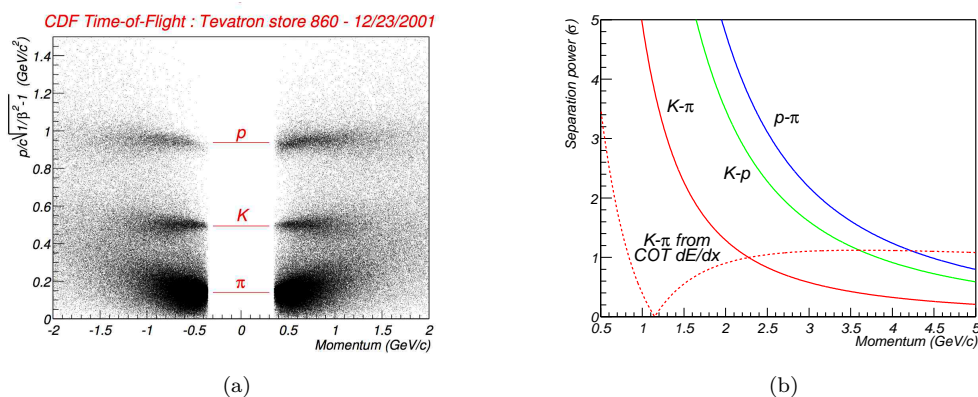 CDF Time-of-Flight : Tevatron store 860 - 12/23/2001
p/c√1/β²-1 (GeV/c²)
1.4
1.2
1
0.8
0.6
0.4
0.2
0
p
K
π
-2 -1.5 -1 -0.5 0 0.5 1 1.5 2
Momentum (GeV/c)
(a)
Separation power (σ)
5
4
3
2
1
0
K-π
p-π
K-p
K-π from
COT dE/dx
0.5 1 1.5 2 2.5 3 3.5 4 4.5 5
Momentum (GeV/c)
(b)